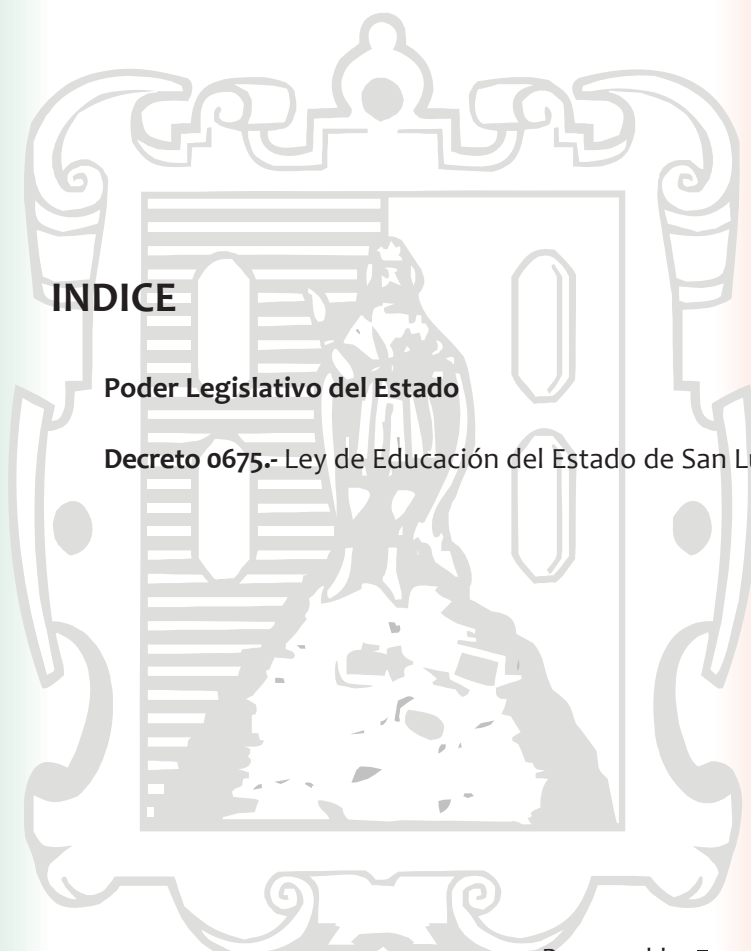 INDICE
Poder Legislativo del Estado
Decreto 0675.- Ley de Educación del Estado de San